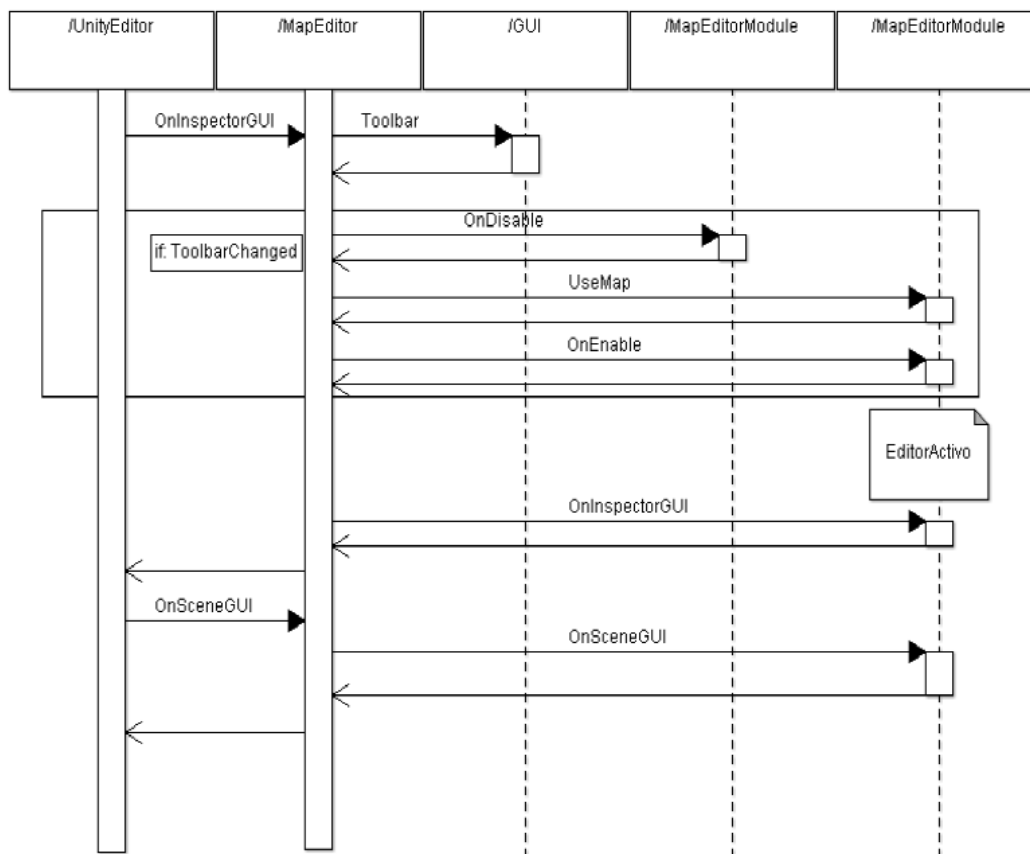 /UnityEditor
/MapEditor
/GUI
/MapEditorModule
/MapEditorModule
OnInspectorGUI
Toolbar
OnDisable
if: ToolbarChanged
UseMap
OnEnable
EditorActivo
OnInspectorGUI
OnSceneGUI
OnSceneGUI